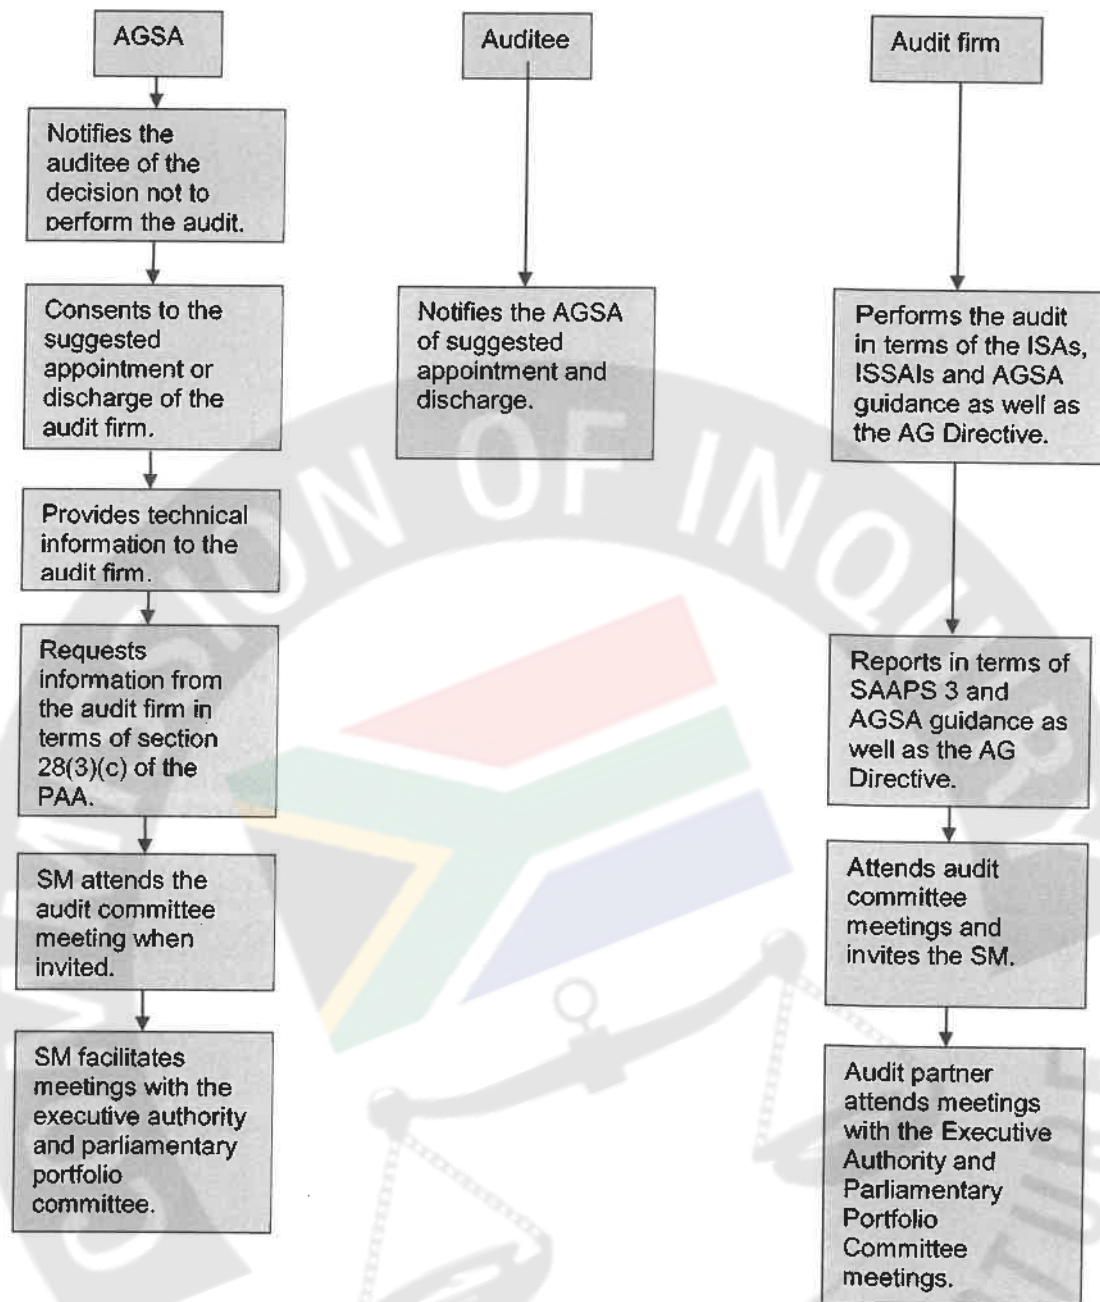 AGSA
Notifies the
auditee of the
decision not to
perform the audit.
Consents to the
suggested
appointment or
discharge of the
audit firm.
Provides technical
information to the
audit firm.
Requests
information from
the audit firm in
terms of section
28(3)(c) of the
PAA.
SM attends the
audit committee
meeting when
invited.
SM facilitates
meetings with the
executive authority
and parliamentary
portfolio
committee.
Auditee
Notifies the AGSA
of suggested
appointment and
discharge.
Audit firm
Performs the audit
in terms of the ISAs,
ISSAIs and AGSA
guidance as well as
the AG Directive.
Reports in terms of
SAAPS 3 and
AGSA guidance as
well as the AG
Directive.
Attends audit
committee
meetings and
invites the SM.
Audit partner
attends meetings
with the Executive
Authority and
Parliamentary
Portfolio
Committee
meetings.
SION OF INQU